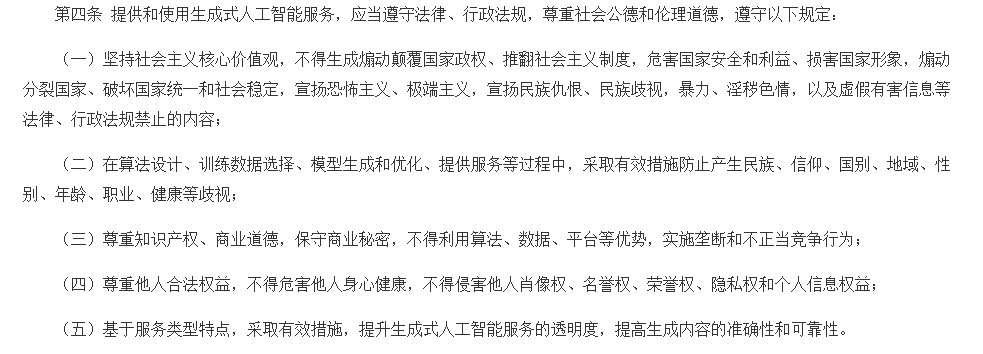 第四条 提供和使用生成式人工智能服务，应当遵守法律、行政法规，尊重社会公德和伦理道德，遵守以下规定：
（一）坚持社会主义核心价值观，不得生成煽动颠覆国家政权、推翻社会主义制度，危害国家安全和利益、损害国家形象，煽动
分裂国家、破坏国家统一和社会稳定，宣扬恐怖主义、极端主义，宣扬民族仇恨、民族歧视，暴力、淫秽色情，以及虚假有害信息等
法律、行政法规禁止的内容；
（二）在算法设计、训练数据选择、模型生成和优化、提供服务等过程中，采取有效措施防止产生民族、信仰、国别、地域、性
别、年龄、职业、健康等歧视；
（三）尊重知识产权、商业道德，保守商业秘密，不得利用算法、数据、平台等优势，实施垄断和不正当竞争行为；
（四）尊重他人合法权益，不得危害他人身心健康，不得侵害他人肖像权、名誉权、荣誉权、隐私权和个人信息权益；
（五）基于服务类型特点，采取有效措施，提升生成式人工智能服务的透明度，提高生成内容的准确性和可靠性。